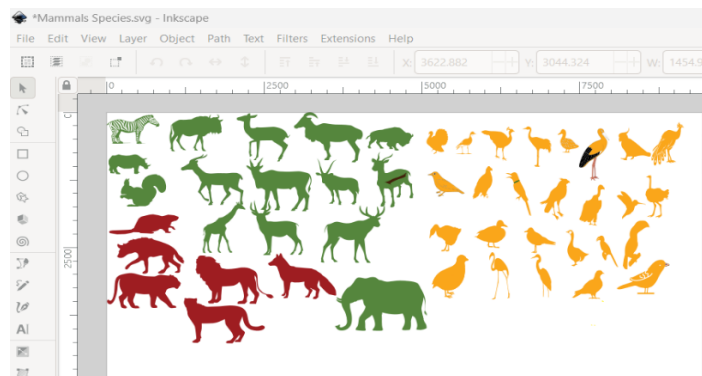 *Mammals Species.svg - Inkscape
File Edit View Layer Object Path Text Filters Extensions Help
X: 3622.882 Y: 3044.324 W: 1454.9
0 2500 5000 7500
0
2500